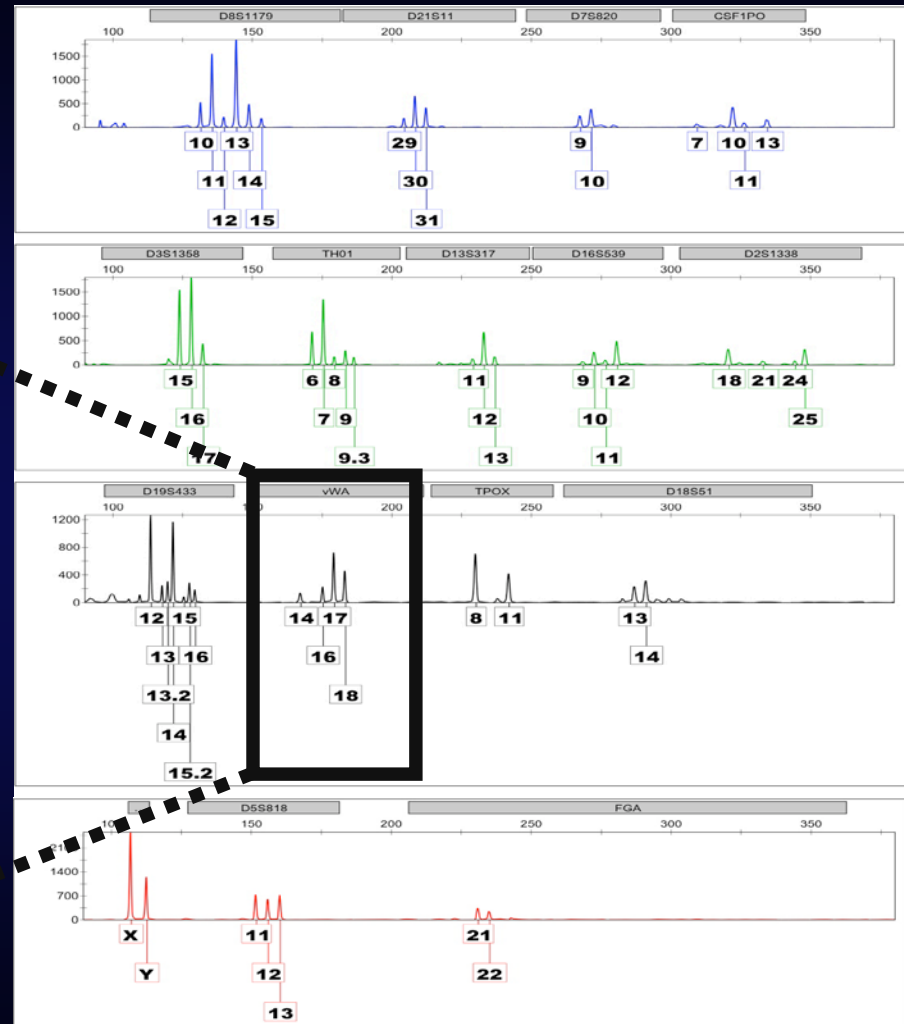 D8S1179 D21S11 D7S820 CSF1PO
100 150 200 250 300 350
1500
1000
500
0
10 13 29 9 7 10 13
11 14 30 10 11
12 15 31
D3S1358 TH01 D13S317 D16S539 D2S1338
100 150 200 250 300 350
1500
1000
500
0
15 6 8 11 9 12 18 21 24
16 7 9 12 10 25
17 9.3 13 11
D19S433 vWA TPOX D18S51
100 200 250 300 350
1200
800
400
0
12 15 14 17 8 11 13
13 16 16 14
13.2 18
14
15.2
D5S818 FGA
150 200 250 300 350
1400
700
0
X 11 21
Y 12 22
13